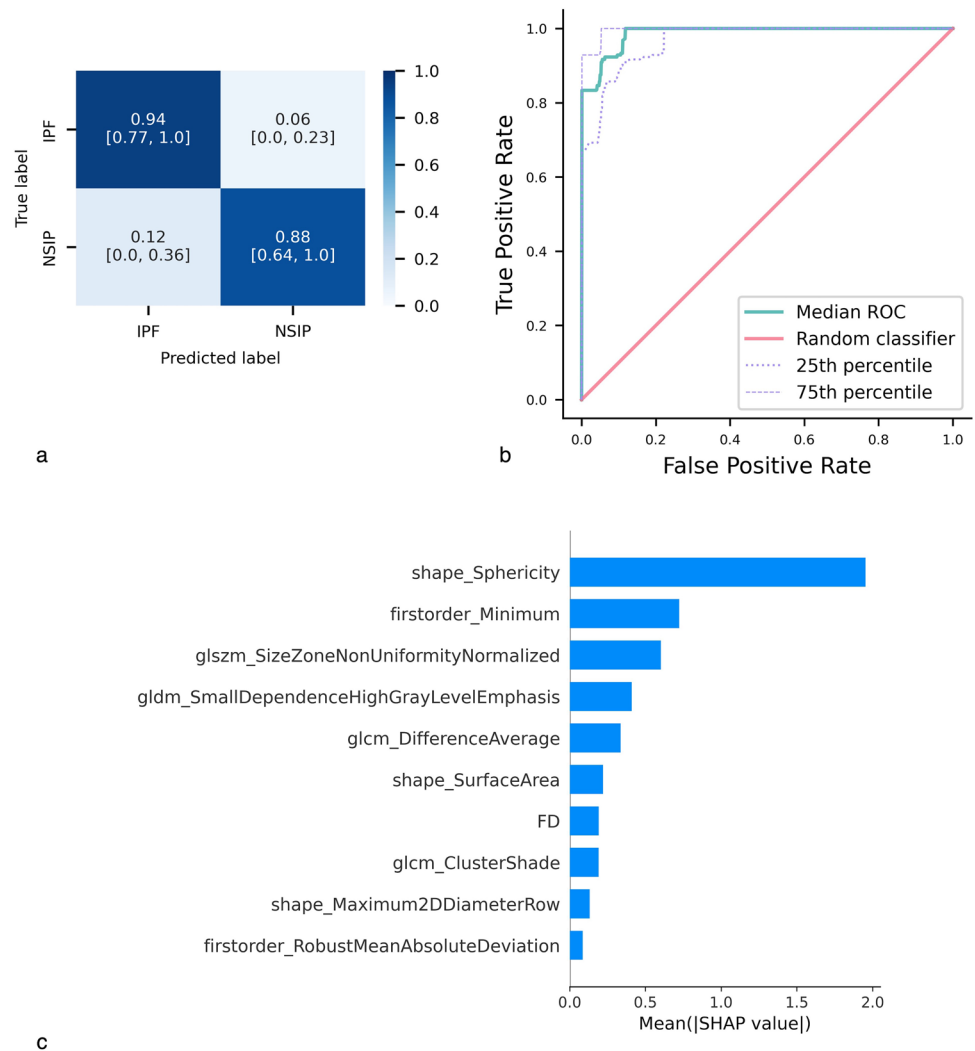 0.94
[0.77, 1.0]
0.06
[0.0, 0.23]
0.12
[0.0, 0.36]
0.88
[0.64, 1.0]
True label
IPF
NSIP
IPF
NSIP
Predicted label
1.0
0.8
0.6
0.4
0.2
0.0
a
True Positive Rate
1.0
0.8
0.6
0.4
0.2
0.0
Median ROC
Random classifier
25th percentile
75th percentile
0.0 0.2 0.4 0.6 0.8 1.0
False Positive Rate
b
shape_Sphericity
firstorder_Minimum
glszm_SizeZoneNonUniformityNormalized
gldm_SmallDependenceHighGrayLevelEmphasis
glcm_DifferenceAverage
shape_SurfaceArea
FD
glcm_ClusterShade
shape_Maximum2DDiameterRow
firstorder_RobustMeanAbsoluteDeviation
0.0 0.5 1.0 1.5 2.0
Mean(|SHAP value|)
c